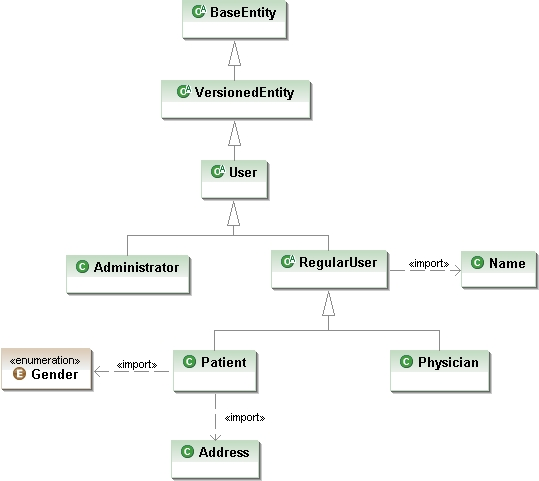 BaseEntity
VersionedEntity
User
Administrator
RegularUser
«import»
Name
«enumeration»
Gender
«import»
Patient
Physician
«import»
Address